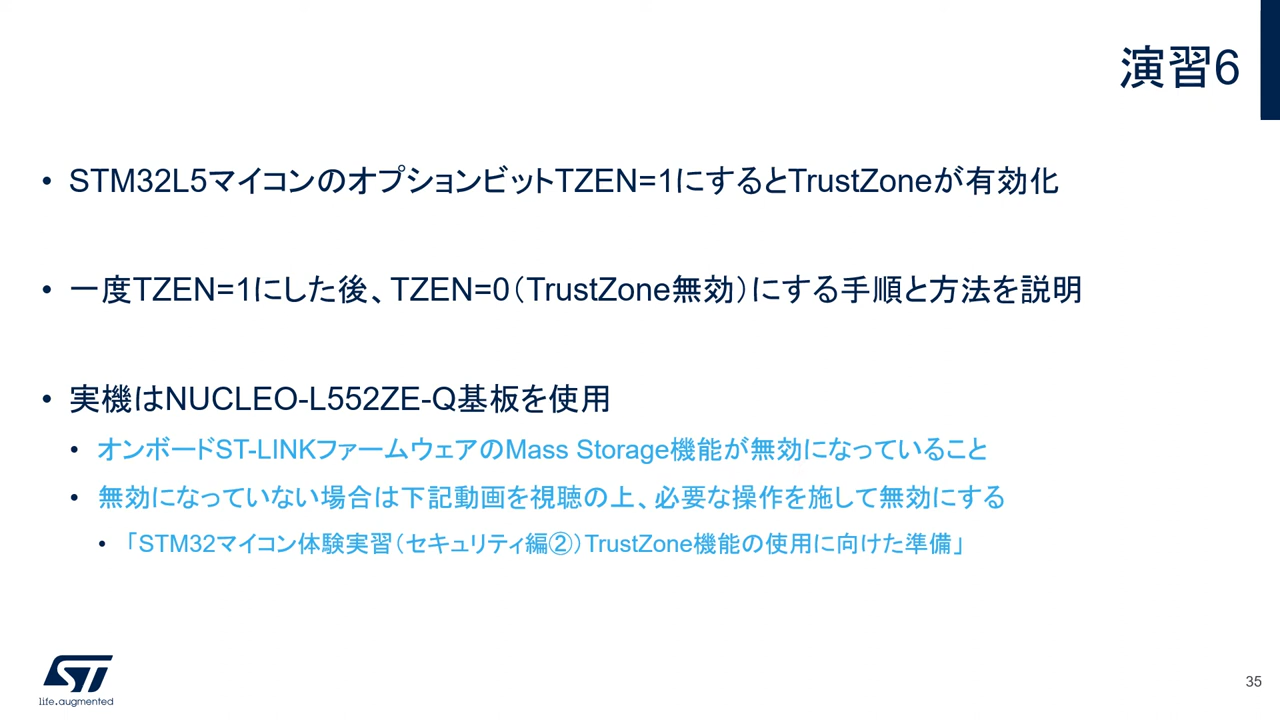 演習6
• STM32L5マイコンのオプションビットTZEN=1にするとTrustZoneが有効化
• 一度TZEN=1にした後、TZEN=0(TrustZone無効)にする手順と方法を説明
• 実機はNUCLEO-L552ZE-Q基板を使用
• オンボードST-LINKファームウェアのMass Storage機能が無効になっていること
• 無効になっていない場合は下記動画を視聴の上、必要な操作を施して無効にする
• 「STM32マイコン体験実習(セキュリティ編②)TrustZone機能の使用に向けた準備」
ST
life.augmented
35